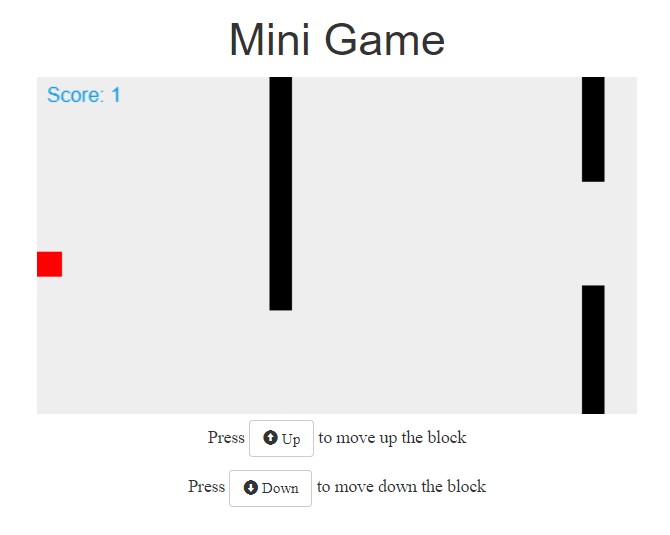 Mini Game
Score: 1
Press Up to move up the block
Press Down to move down the block